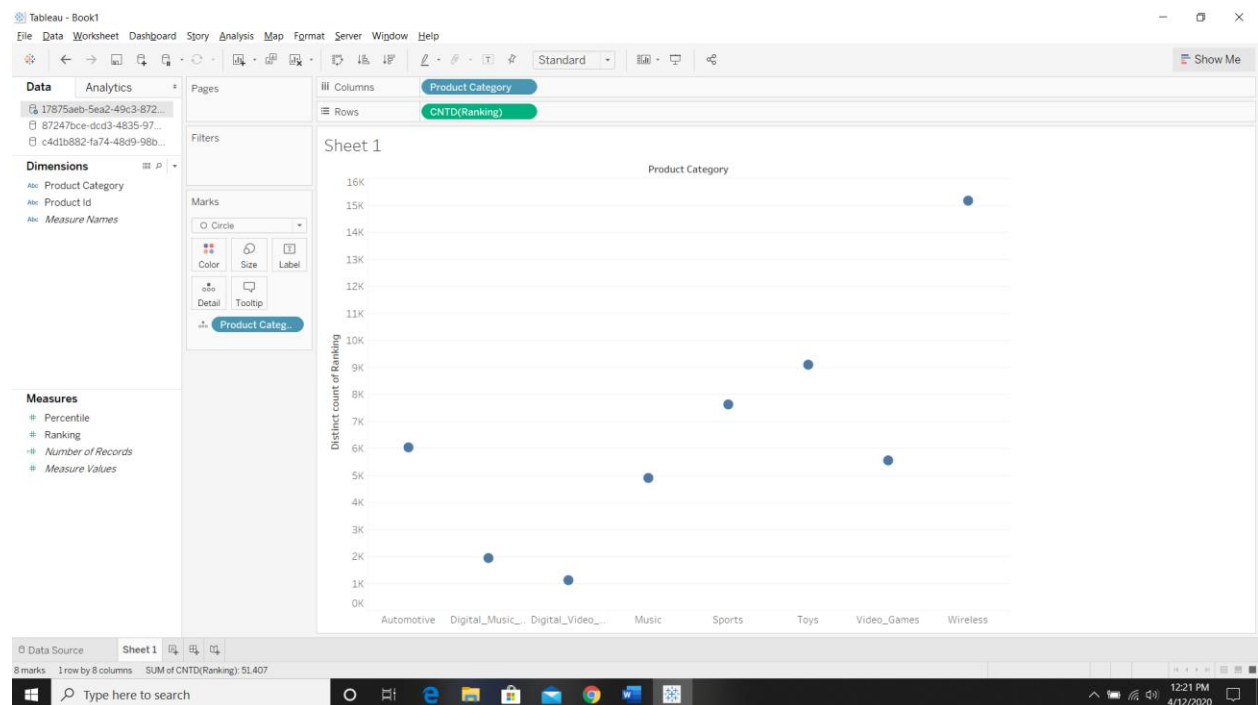 Tableau - Book1
File Data Worksheet Dashboard Story Analysis Map Format Server Window Help
Standard
Show Me
Data Analytics
17875aeb-5ea2-49c3-872...
87247bce-dcd3-4835-97...
c4d1b882-fa74-48d9-98b...
Dimensions
Abc Product Category
Abc Product Id
Abc Measure Names
Measures
# Percentile
# Ranking
=# Number of Records
# Measure Values
Pages
Filters
Marks
Circle
Color Size Label
Detail Tooltip
Product Categ..
Columns Product Category
Rows CNTD(Ranking)
Sheet 1
Product Category
Distinct count of Ranking
16K
15K
14K
13K
12K
11K
10K
9K
8K
7K
6K
5K
4K
3K
2K
1K
0K
Automotive Digital_Music_.. Digital_Video_.. Music Sports Toys Video_Games Wireless
Data Source Sheet 1
8 marks 1 row by 8 columns SUM of CNTD(Ranking): 51,407
Type here to search
12:21 PM
4/12/2020